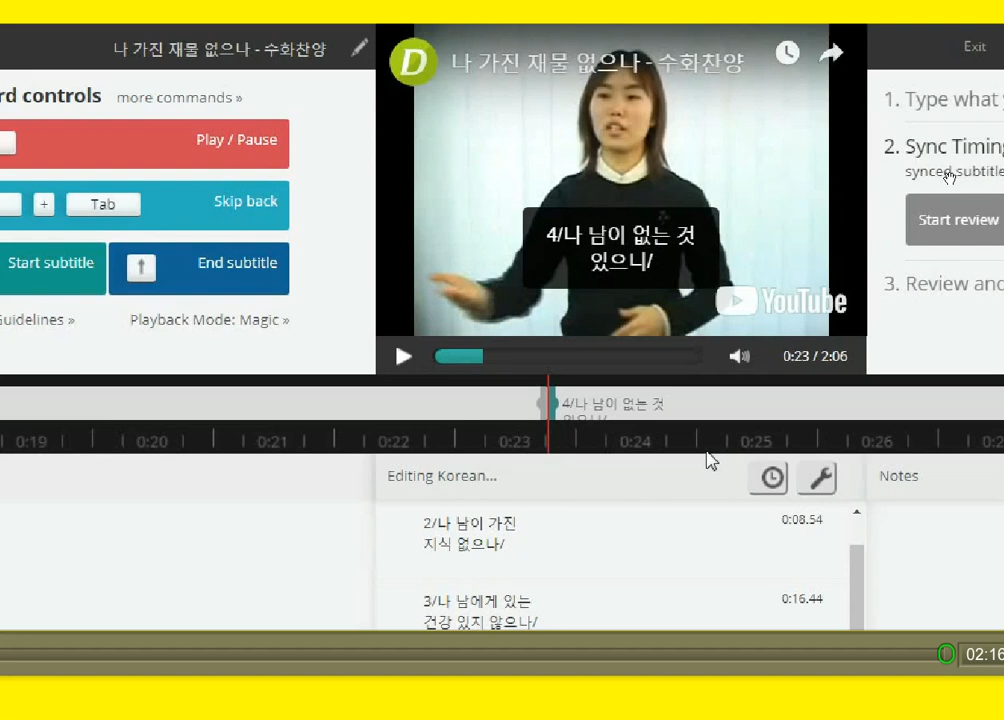 나 가진 재물 없으나 - 수화찬양
rd controls more commands »
Play / Pause
+ Tab Skip back
Start subtitle ↑ End subtitle
Guidelines » Playback Mode: Magic »
D 나 가진 재물 없으나 - 수화찬양
4/나 남이 없는 것
있으니/
YouTube
0:23 / 2:06
Exit
1. Type what
2. Sync Timing
synced subtitle
Start review
3. Review and
4/나 남이 없는 것
있으니/
0:19 0:20 0:21 0:22 0:23 0:24 0:25 0:26
Editing Korean...
Notes
2/나 남이 가진 0:08.54
지식 없으나/
3/나 남에게 있는 0:16.44
건강 있지 않으나/
02:16